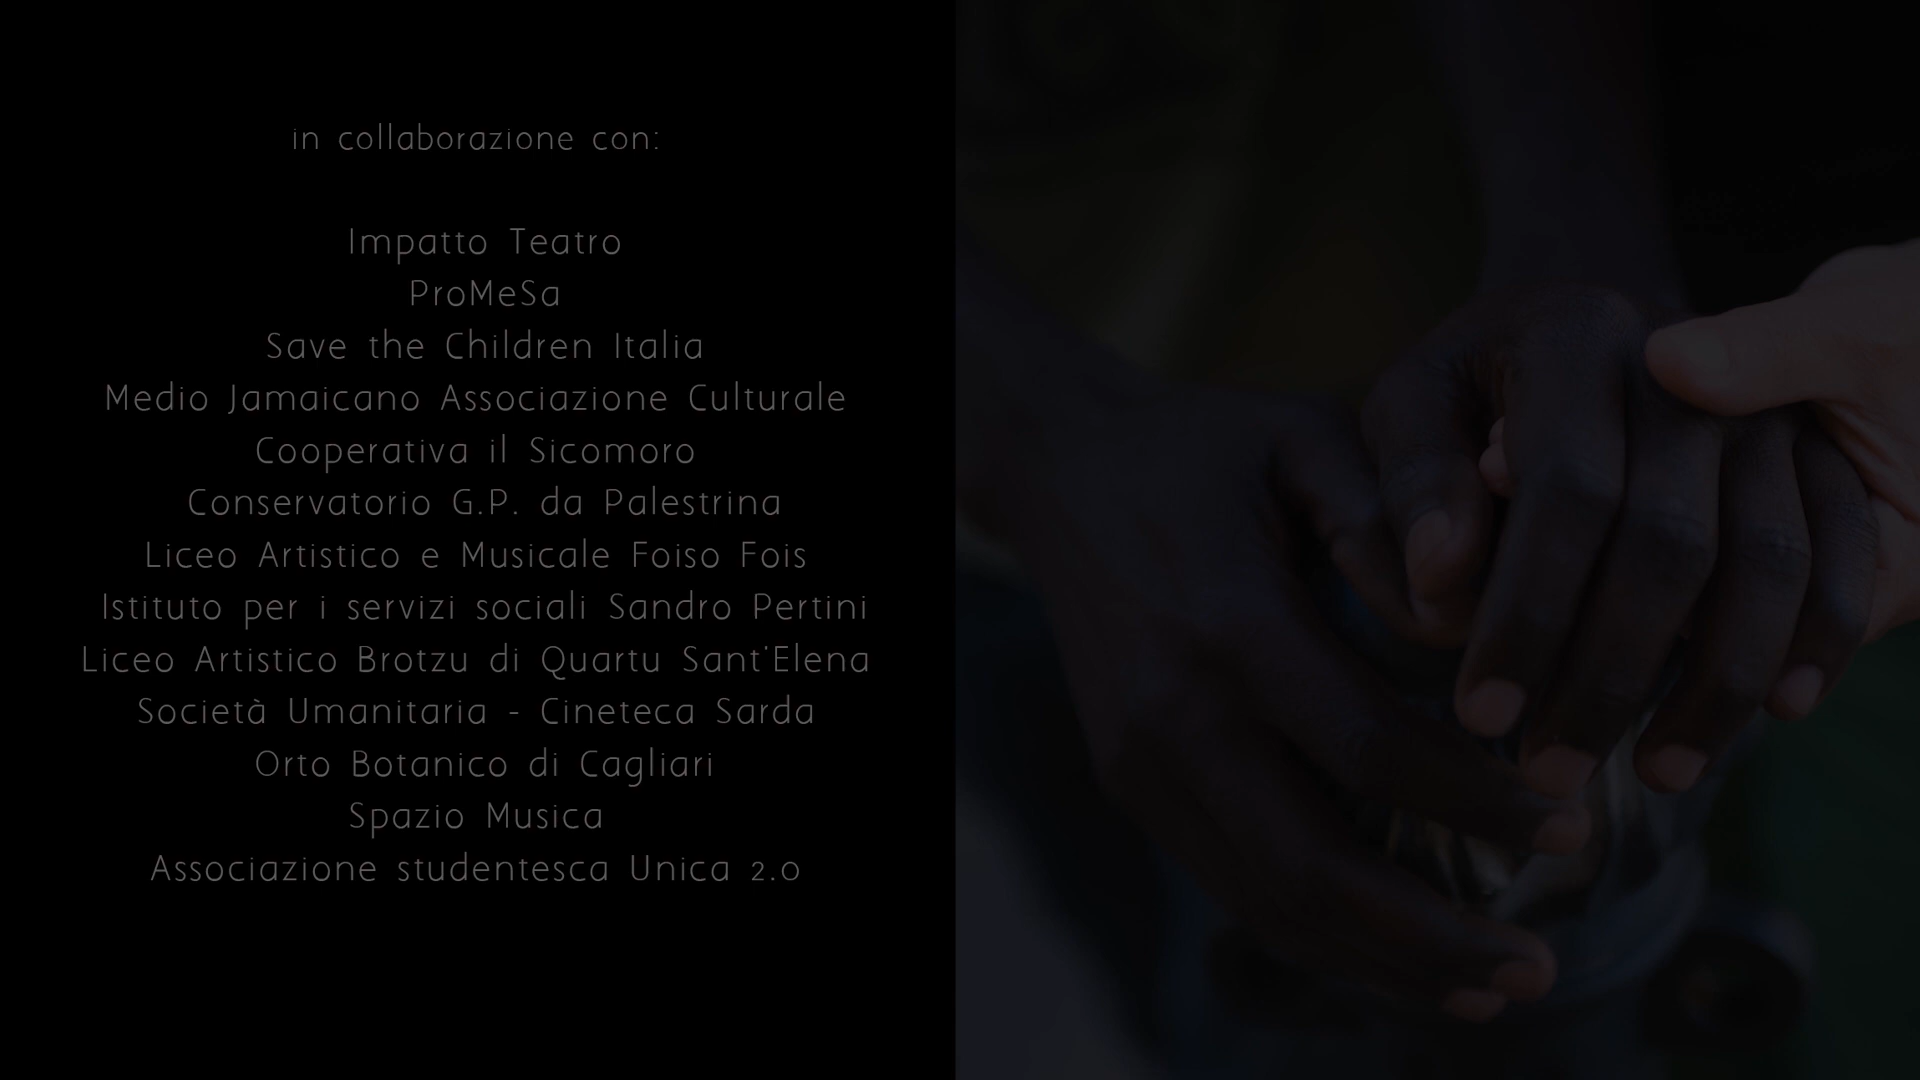 in collaborazione con:
Impatto Teatro
ProMeSa
Save the Children Italia
Medio Jamaicano Associazione Culturale
Cooperativa il Sicomoro
Conservatorio G.P. da Palestrina
Liceo Artistico e Musicale Foiso Fois
Istituto per i servizi sociali Sandro Pertini
Liceo Artistico Brotzu di Quartu Sant'Elena
Società Umanitaria - Cineteca Sarda
Orto Botanico di Cagliari
Spazio Musica
Associazione studentesca Unica 2.0